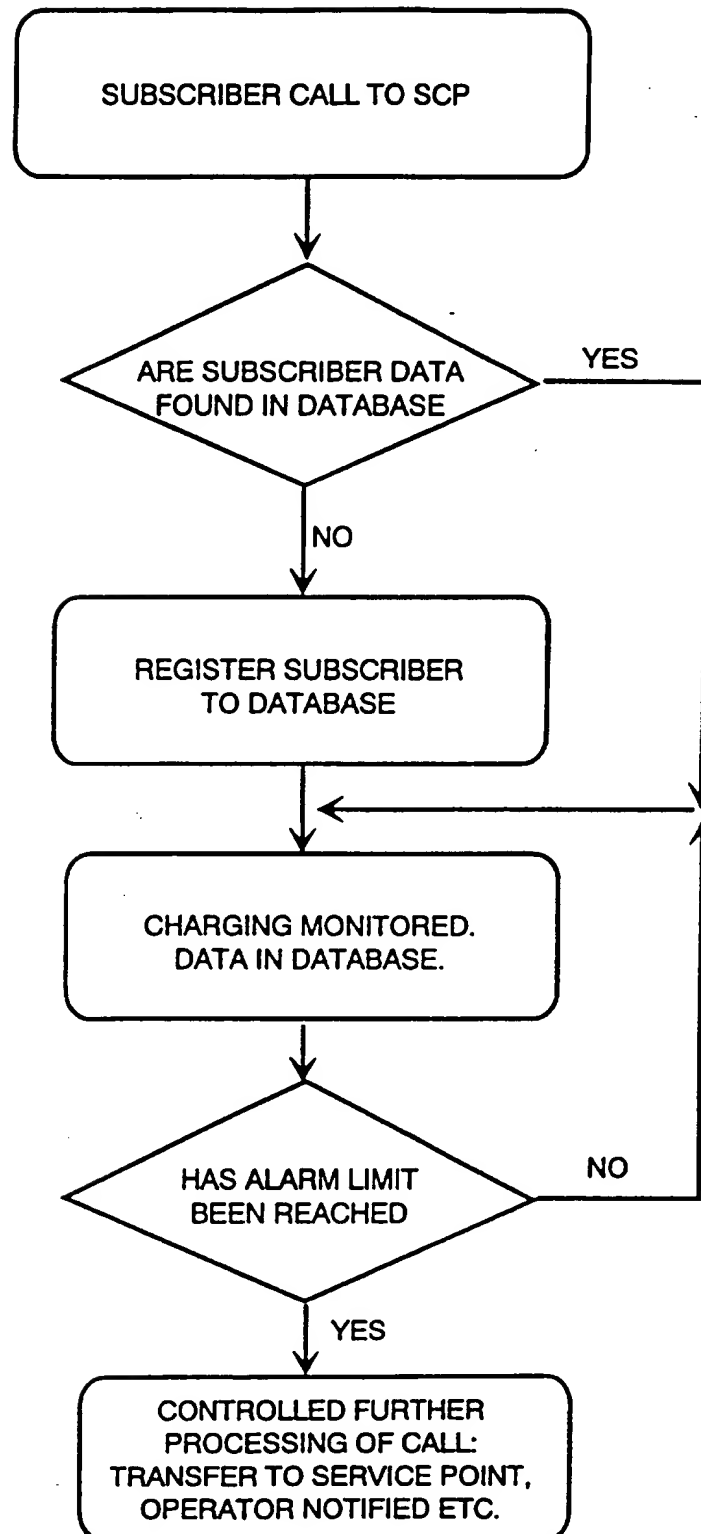 SUBSCRIBER CALL TO SCP
ARE SUBSCRIBER DATA
FOUND IN DATABASE
YES
NO
REGISTER SUBSCRIBER
TO DATABASE
CHARGING MONITORED.
DATA IN DATABASE.
HAS ALARM LIMIT
BEEN REACHED
NO
YES
CONTROLLED FURTHER
PROCESSING OF CALL:
TRANSFER TO SERVICE POINT,
OPERATOR NOTIFIED ETC.